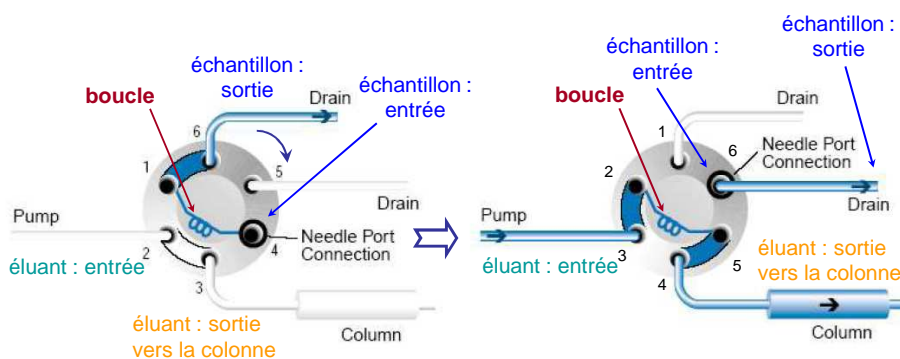 échantillon :
sortie
boucle
échantillon :
entrée
Drain
6
1
5
Drain
Pump
2
4
Needle Port
Connection
éluant : entrée
3
éluant : sortie
vers la colonne
Column
échantillon :
sortie
échantillon :
entrée
boucle
Drain
1
6
Needle Port
Connection
2
Drain
Pump
éluant : entrée
3
5
éluant : sortie
vers la colonne
4
Column